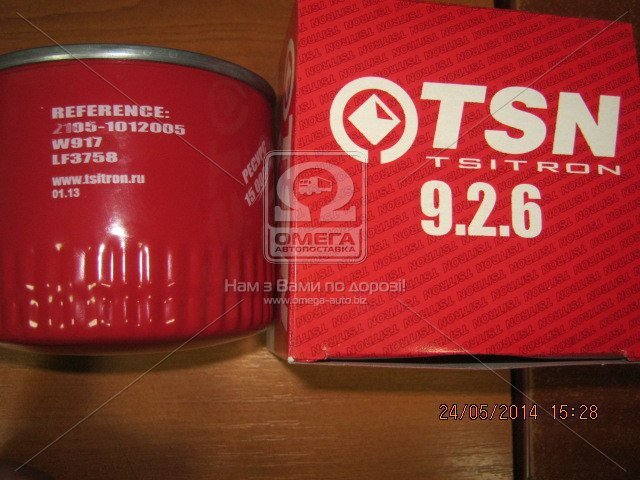 REFERENCE:
2105-1012005
W917
LF3758
www.tsitron.ru
01.13
TSN
TSITRON
9.2.6
ОМЕГА
АВТОПОСТАВКА
Нам з Вами по дорозі!
www.omega-auto.biz
24/05/2014 15:28